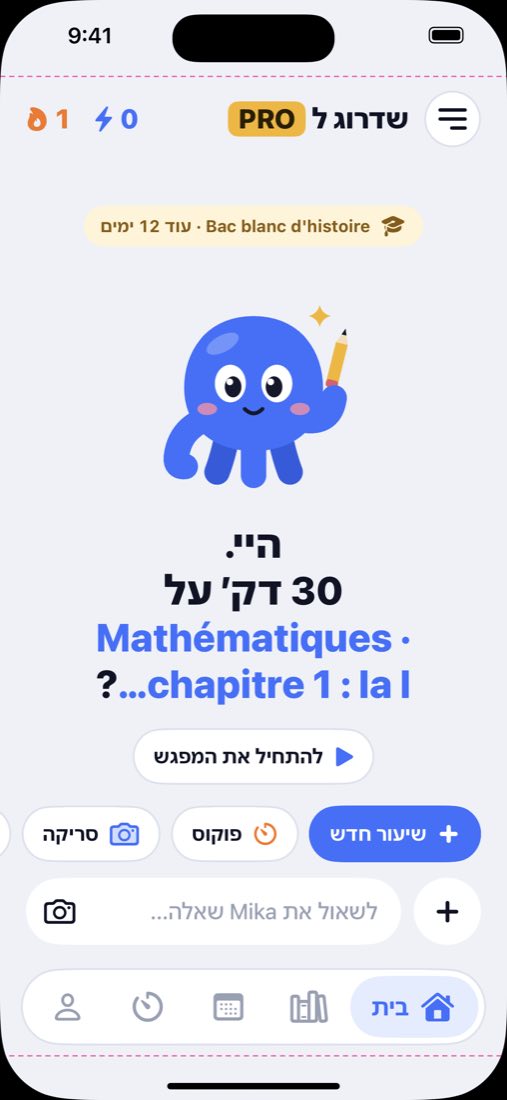 9:41
שדרוג ל PRO
0
1
Bac blanc d'histoire · עוד 12 ימים
היי.
30 דק׳ על
Mathématiques ·
chapitre 1 : la l…?
להתחיל את המפגש
שיעור חדש
פוקוס
סריקה
לשאול את Mika שאלה...
בית